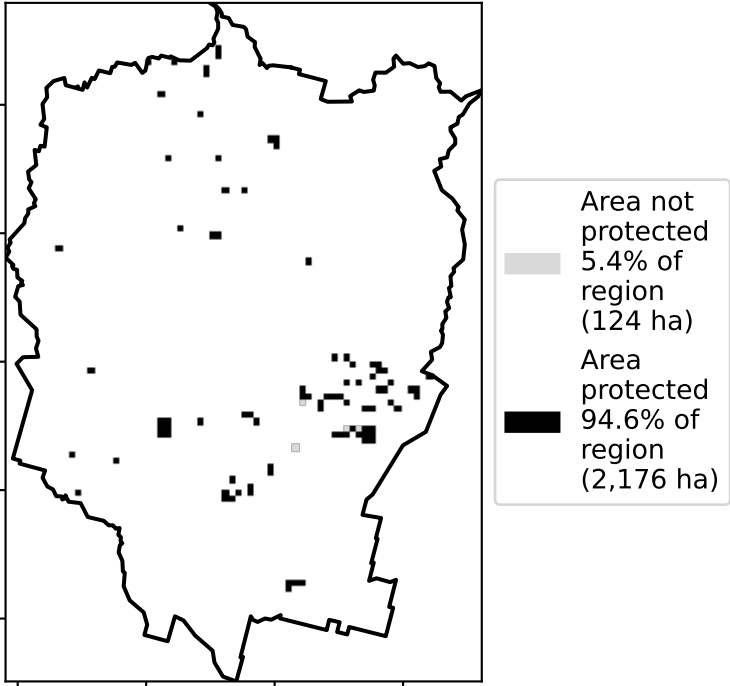 Area not
protected
5.4% of
region
(124 ha)
Area
protected
94.6% of
region
(2,176 ha)